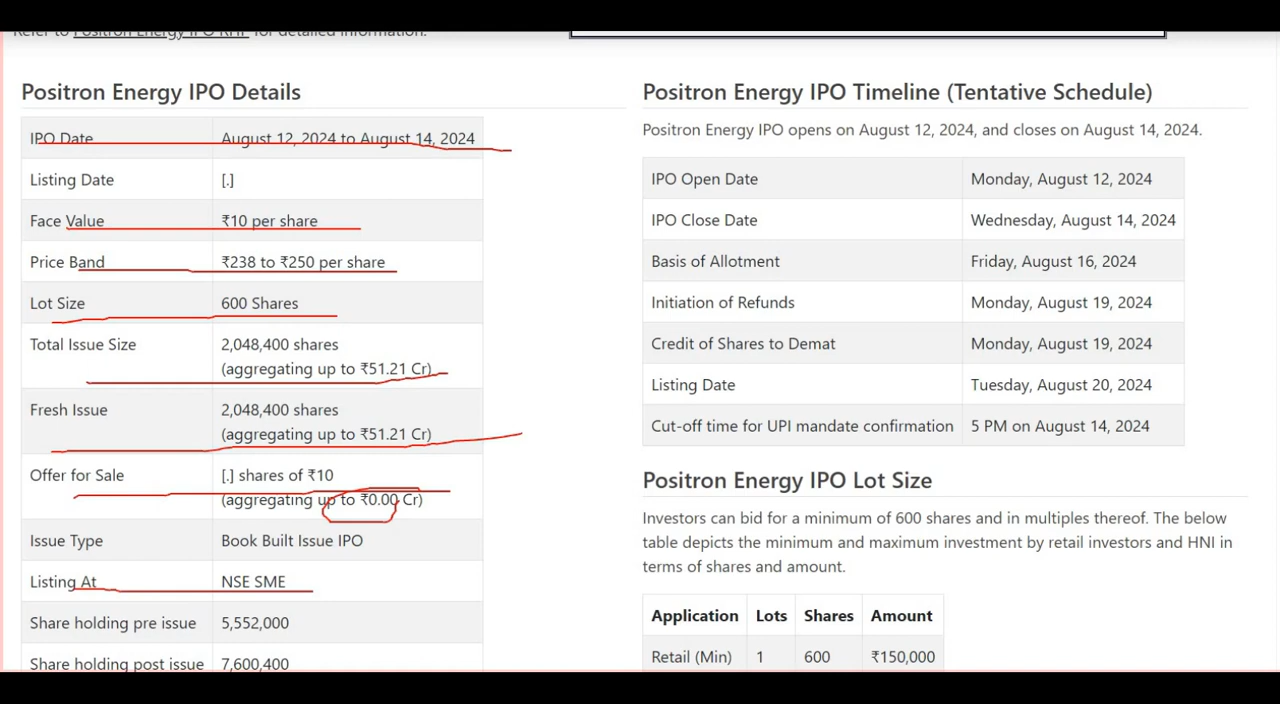 Refer to Positron Energy IPO RHP for detailed information.
Positron Energy IPO Details
IPO Date August 12, 2024 to August 14, 2024
Listing Date [.]
Face Value ₹10 per share
Price Band ₹238 to ₹250 per share
Lot Size 600 Shares
Total Issue Size 2,048,400 shares
(aggregating up to ₹51.21 Cr)
Fresh Issue 2,048,400 shares
(aggregating up to ₹51.21 Cr)
Offer for Sale [.] shares of ₹10
(aggregating up to ₹0.00 Cr)
Issue Type Book Built Issue IPO
Listing At NSE SME
Share holding pre issue 5,552,000
Share holding post issue 7,600,400
Positron Energy IPO Timeline (Tentative Schedule)
Positron Energy IPO opens on August 12, 2024, and closes on August 14, 2024.
IPO Open Date Monday, August 12, 2024
IPO Close Date Wednesday, August 14, 2024
Basis of Allotment Friday, August 16, 2024
Initiation of Refunds Monday, August 19, 2024
Credit of Shares to Demat Monday, August 19, 2024
Listing Date Tuesday, August 20, 2024
Cut-off time for UPI mandate confirmation 5 PM on August 14, 2024
Positron Energy IPO Lot Size
Investors can bid for a minimum of 600 shares and in multiples thereof. The below
table depicts the minimum and maximum investment by retail investors and HNI in
terms of shares and amount.
Application Lots Shares Amount
Retail (Min) 1 600 ₹150,000